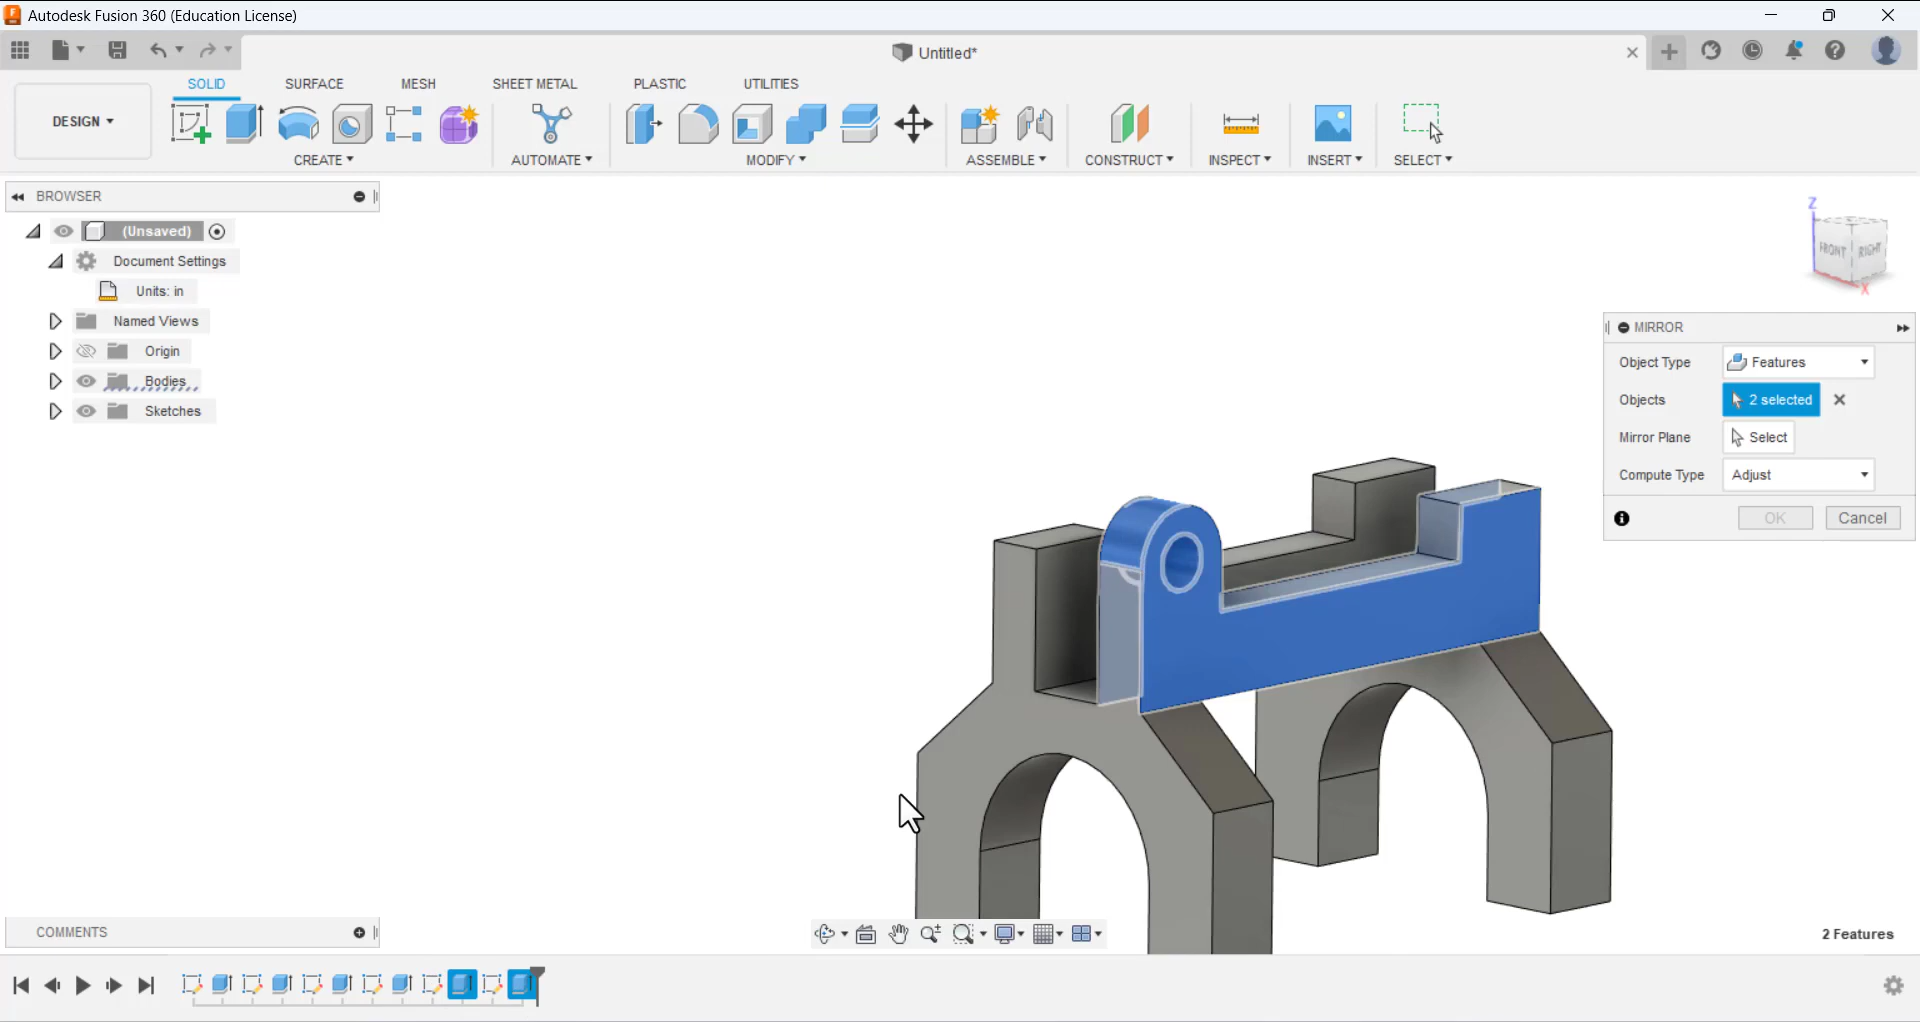 Autodesk Fusion 360 (Education License)
Untitled*
SOLID SURFACE MESH SHEET METAL PLASTIC UTILITIES
DESIGN
CREATE AUTOMATE MODIFY ASSEMBLE CONSTRUCT INSPECT INSERT SELECT
BROWSER
(Unsaved)
Document Settings
Units: in
Named Views
Origin
Bodies
Sketches
Z
FRONT RIGHT
X
MIRROR
Object Type Features
Objects 2 selected
Mirror Plane Select
Compute Type Adjust
OK Cancel
COMMENTS
2 Features